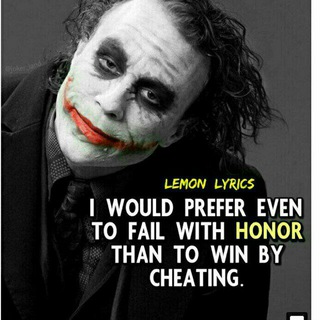 LEMON LYRICS
I WOULD PREFER EVEN
TO FAIL WITH HONOR
THAN TO WIN BY
CHEATING.